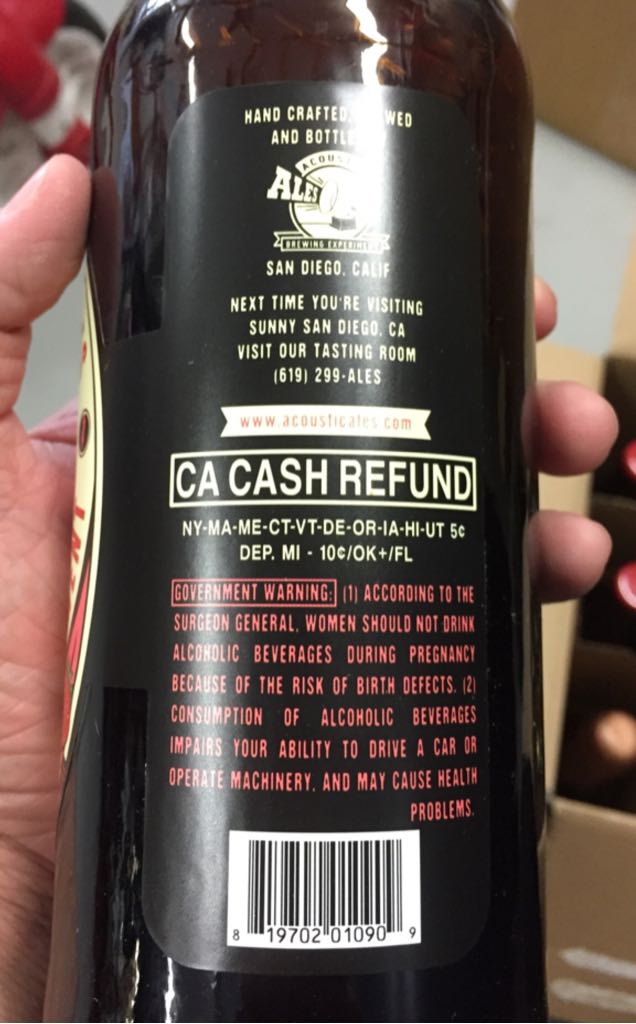 HAND CRAFTED,
AND
ALES
BREWING EXPERIMENT
SAN DIEGO, CALIF
NEXT TIME YOU'RE VISITING
SUNNY SAN DIEGO, CA
VISIT OUR TASTING ROOM
(619) 299-ALES
www.acousticales.com
CA CASH REFUND
NY-MA-ME-CT-VT-DE-OR-IA-HI-UT 5¢
DEP. MI - 10¢/OK+/FL
GOVERNMENT WARNING: (1) ACCORDING TO THE
SURGEON GENERAL, WOMEN SHOULD NOT DRINK
ALCOHOLIC BEVERAGES DURING PREGNANCY
BECAUSE OF THE RISK OF BIRTH DEFECTS. (2)
CONSUMPTION OF ALCOHOLIC BEVERAGES
IMPAIRS YOUR ABILITY TO DRIVE A CAR OR
OPERATE MACHINERY, AND MAY CAUSE HEALTH
PROBLEMS.
8 19702 01090 9